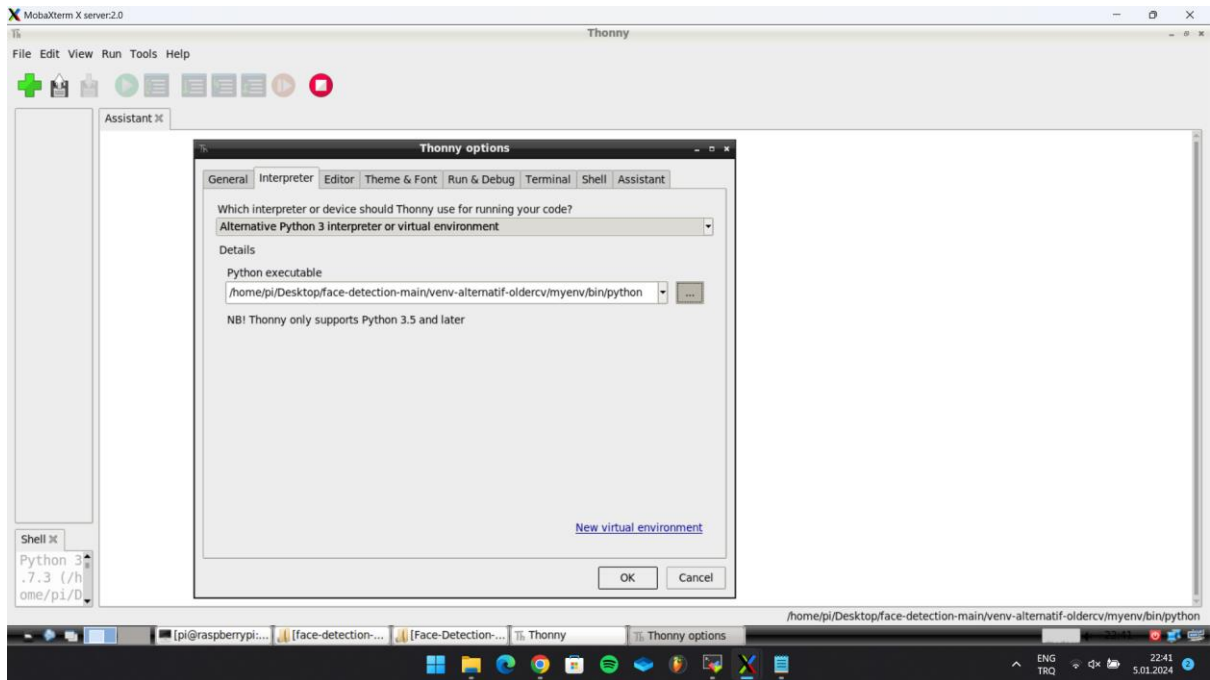 MobaXterm X server:2.0
Thonny
File Edit View Run Tools Help
Assistant
Thonny options
General Interpreter Editor Theme & Font Run & Debug Terminal Shell Assistant
Which interpreter or device should Thonny use for running your code?
Alternative Python 3 interpreter or virtual environment
Details
Python executable
/home/pi/Desktop/face-detection-main/venv-alternatif-oldercv/myenv/bin/python
...
NB! Thonny only supports Python 3.5 and later
New virtual environment
OK Cancel
Shell
Python 3
.7.3 (/h
ome/pi/D
/home/pi/Desktop/face-detection-main/venv-alternatif-oldercv/myenv/bin/python
[pi@raspberrypi:... [face-detection-... [Face-Detection-... Thonny Thonny options
ENG
TRQ
22:41
5.01.2024
2